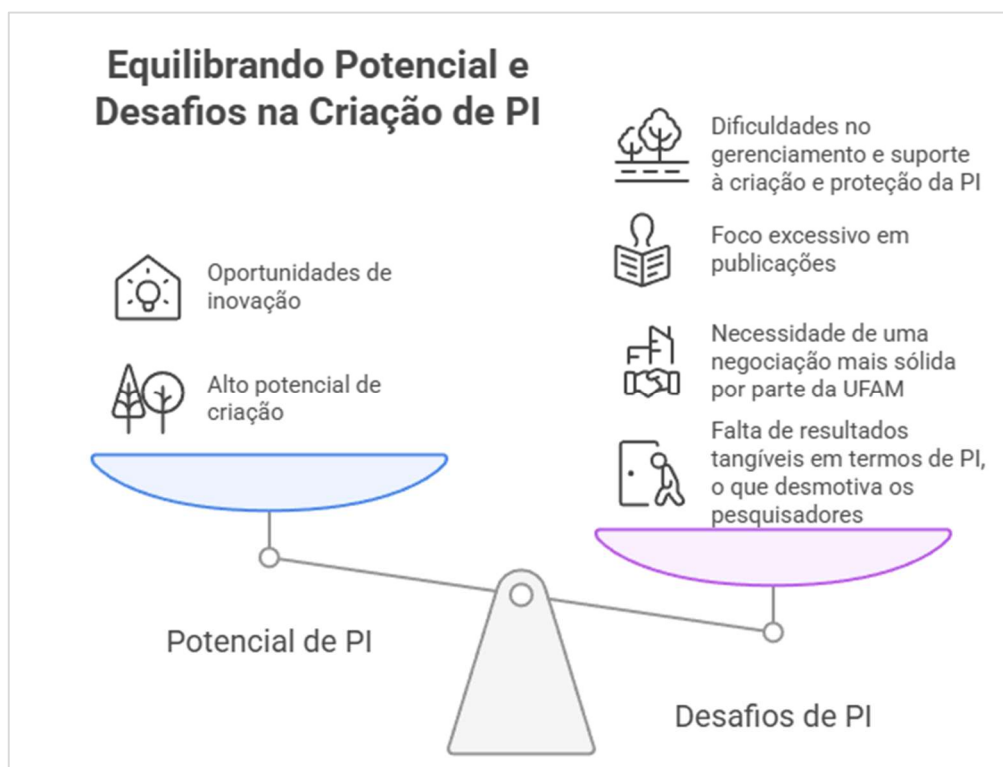 Equilibrando Potencial e
Desafios na Criação de PI
Oportunidades de
inovação
Alto potencial de
criação
Potencial de PI
Dificuldades no
gerenciamento e suporte
à criação e proteção da PI
Foco excessivo em
publicações
Necessidade de uma
negociação mais sólida
por parte da UFAM
Falta de resultados
tangíveis em termos de PI,
o que desmotiva os
pesquisadores
Desafios de PI